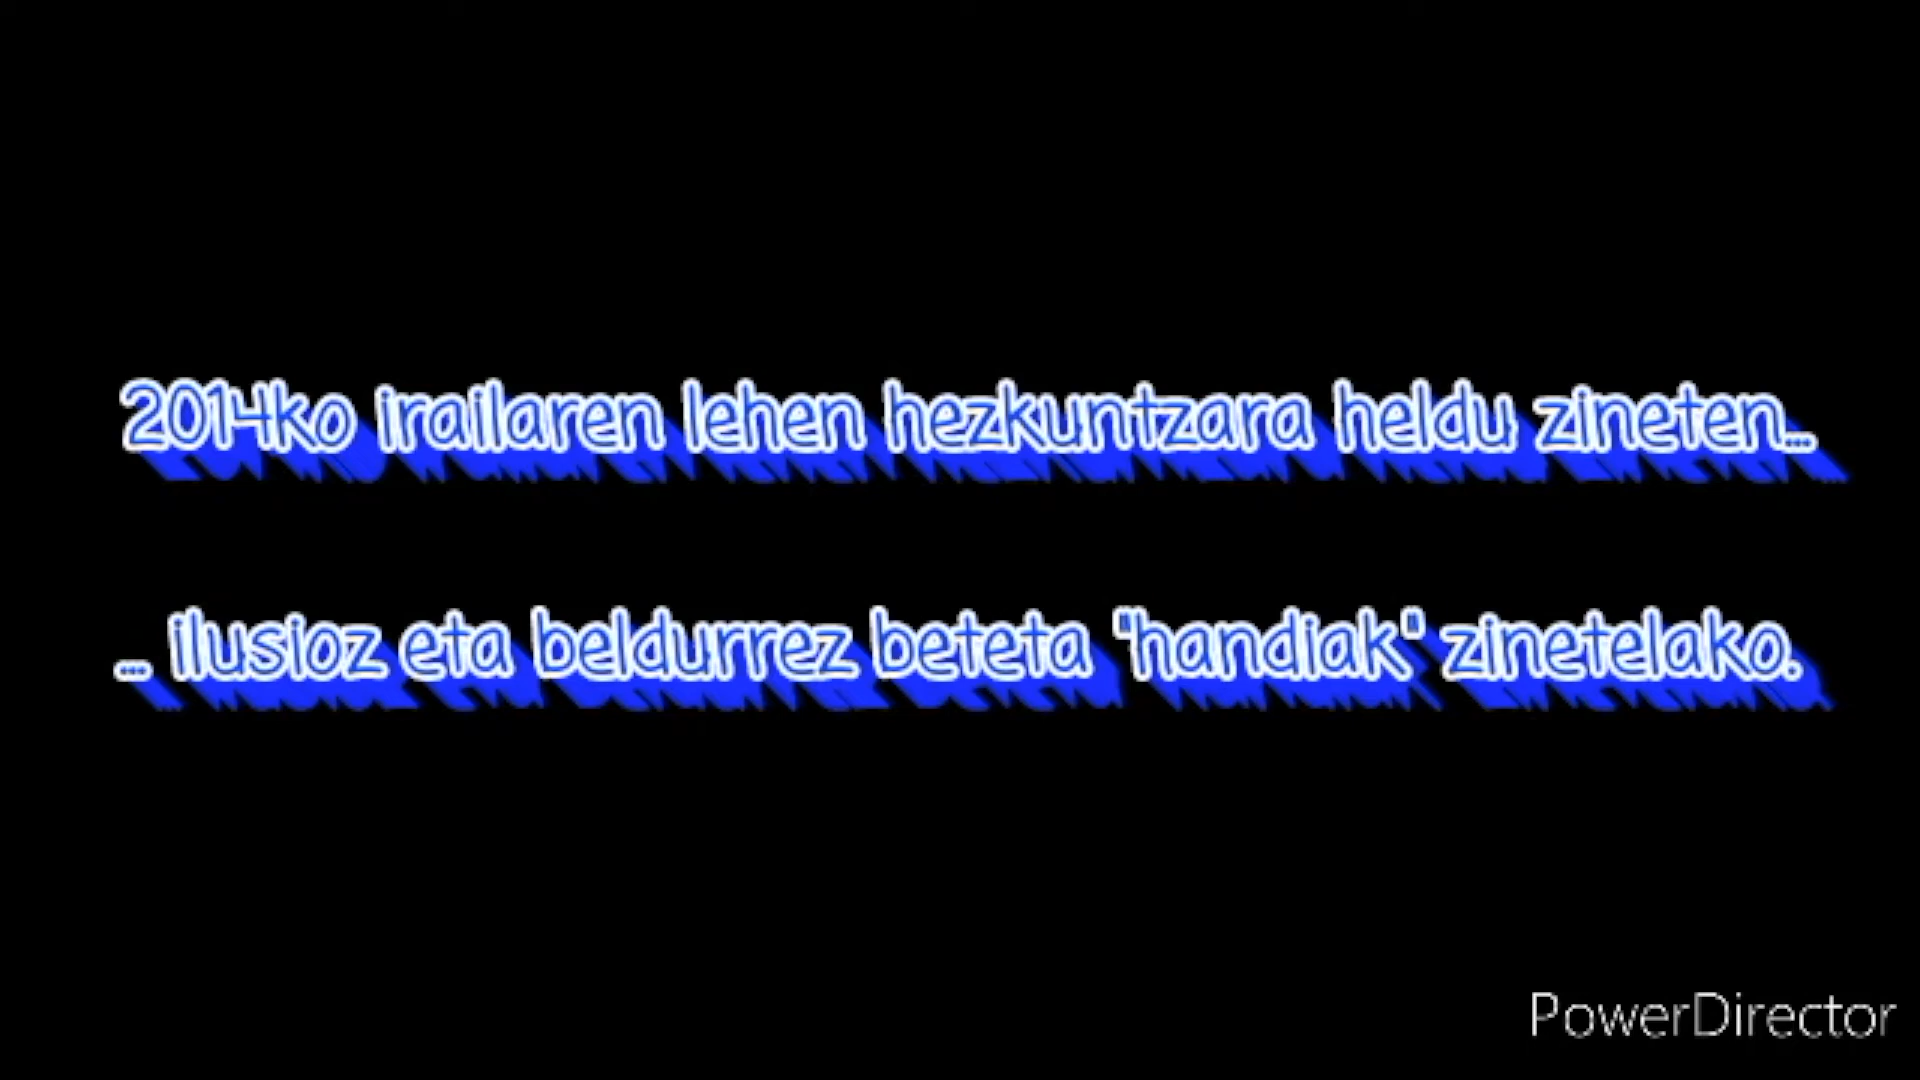 2014ko irailaren lehen hezkuntzara heldu zineten...
... ilusioz eta beldurrez beteta "handiak" zinetelako.
PowerDirector